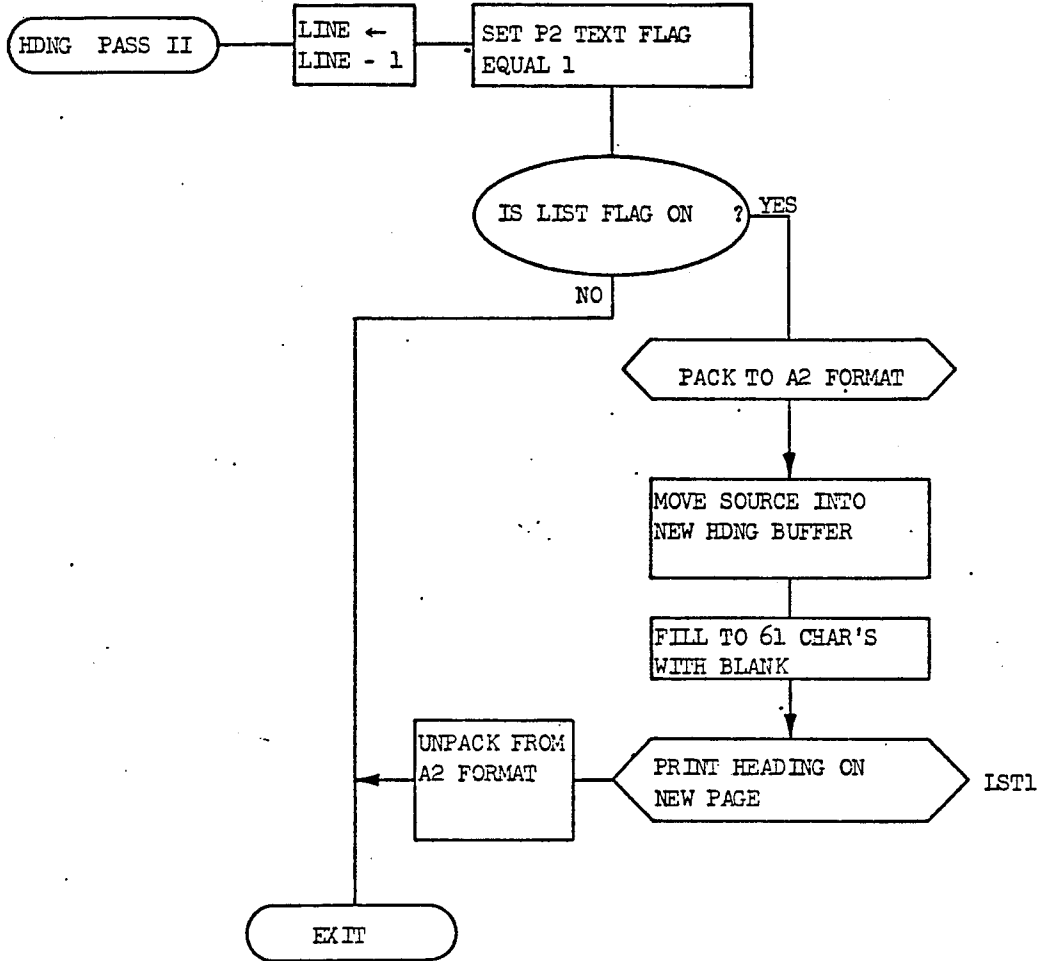 HDNG PASS II
LINE ←
LINE - 1
SET P2 TEXT FLAG
EQUAL 1
IS LIST FLAG ON ?
YES
NO
PACK TO A2 FORMAT
MOVE SOURCE INTO
NEW HDNG BUFFER
FILL TO 61 CHAR'S
WITH BLANK
UNPACK FROM
A2 FORMAT
PRINT HEADING ON
NEW PAGE
LST1
EXIT